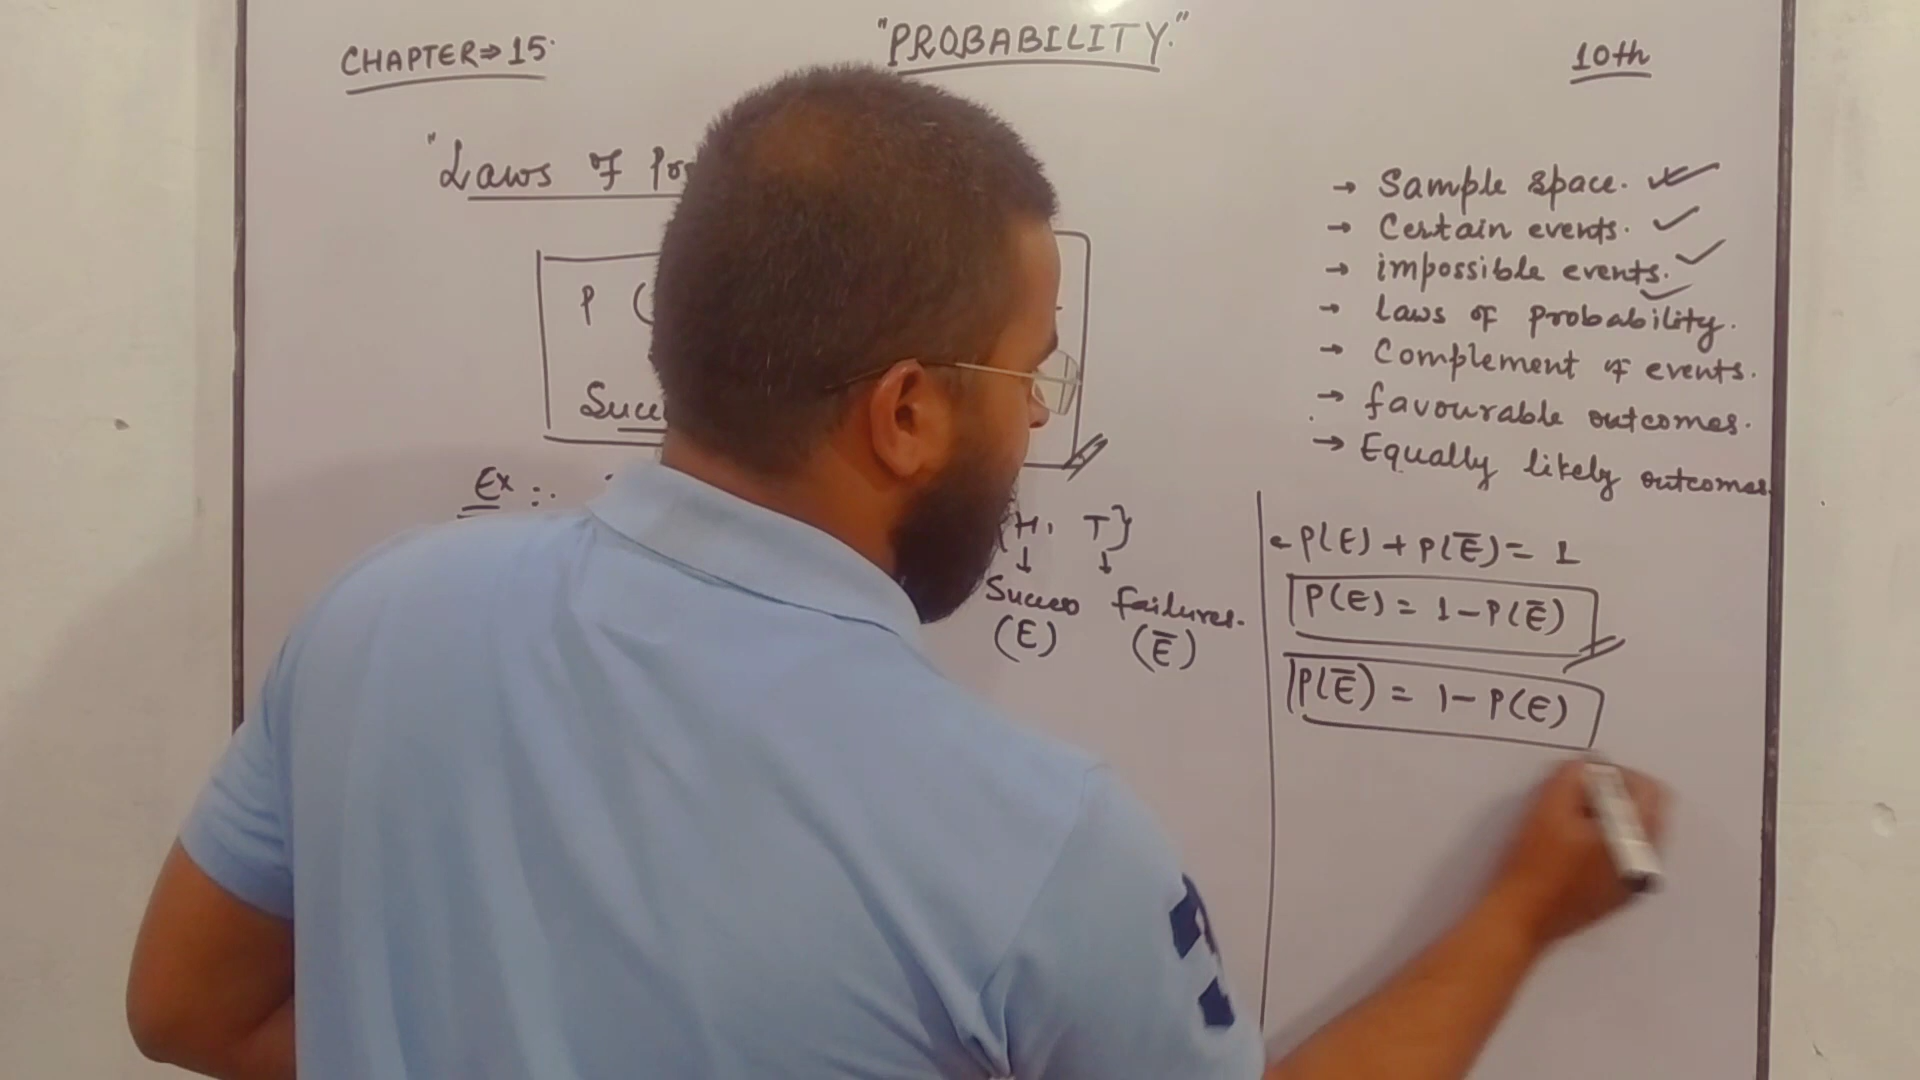 CHAPTER⇒15.
"PROBABILITY."
10th
"Laws of
P (
Ex :.
{H, T}
↓ ↓
Success failures.
(E) (E̅)
→ Sample space. ✓
→ Certain events. ✓
→ impossible events. ✓
→ Laws of probability. ✓
→ Complement of events.
→ favourable outcomes.
→ Equally likely outcomes.
P(E) + P(E̅) = 1
P(E) = 1 - P(E̅)
P(E̅) = 1 - P(E)